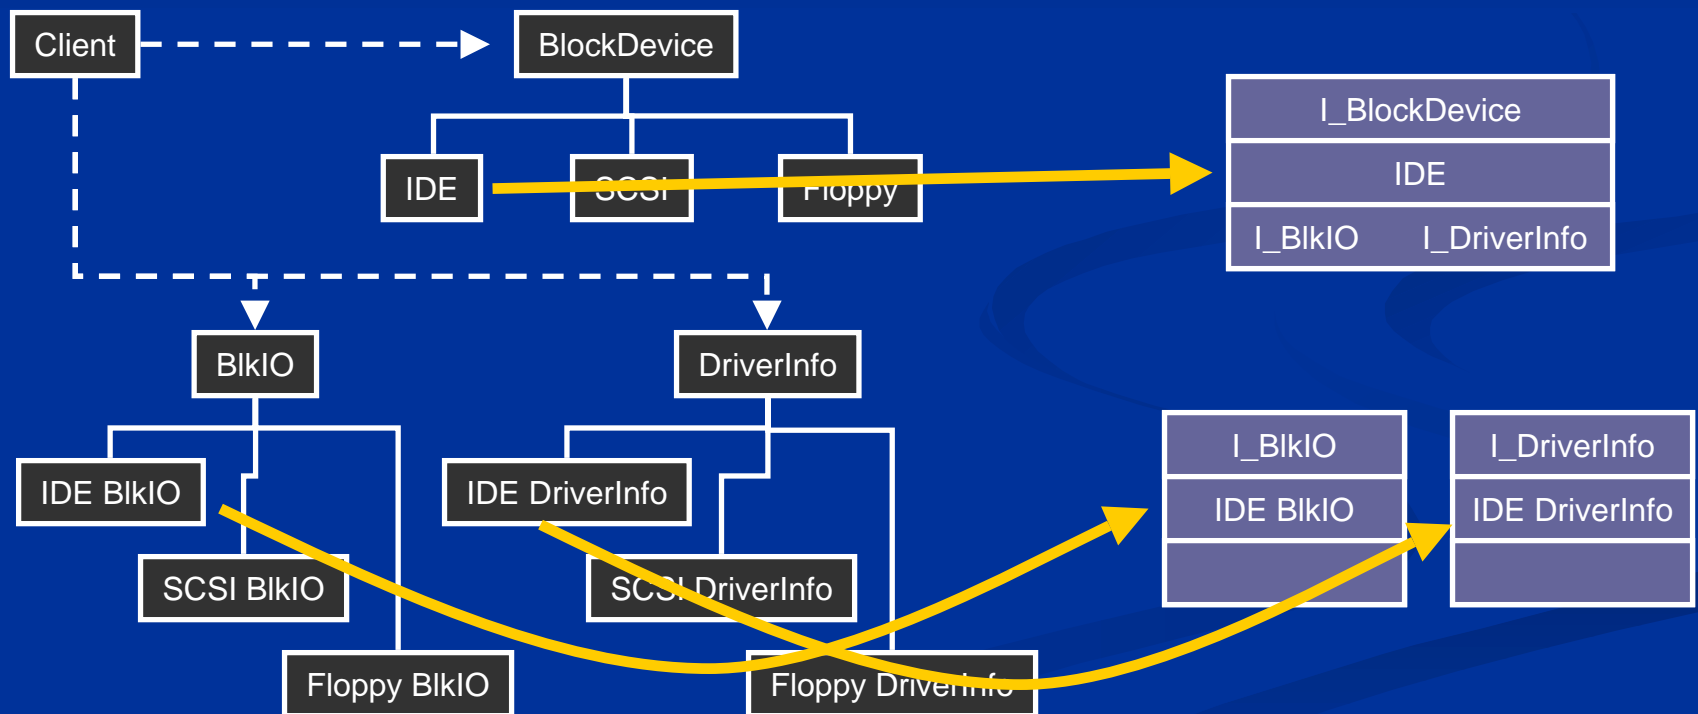 Client
BlockDevice
IDE
SCSI
Floppy
I_BlockDevice
IDE
I_BlkIO I_DriverInfo
BlkIO
DriverInfo
IDE BlkIO
IDE DriverInfo
SCSI BlkIO
SCSI DriverInfo
Floppy BlkIO
Floppy DriverInfo
I_BlkIO
IDE BlkIO
I_DriverInfo
IDE DriverInfo